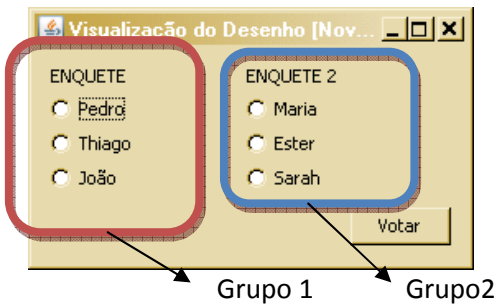 Visualização do Desenho [Nov...
ENQUETE
Pedro
Thiago
João
ENQUETE 2
Maria
Ester
Sarah
Votar
Grupo 1
Grupo2